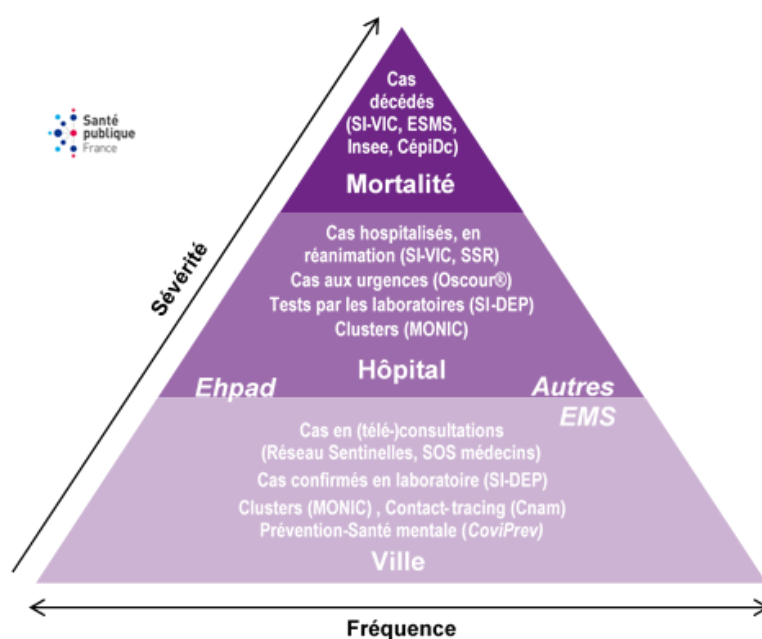 Santé
publique
France
Sévérité
Cas
décédés
(SI-VIC, ESMS,
Insee, CépiDc)
Mortalité
Cas hospitalisés, en
réanimation (SI-VIC, SSR)
Cas aux urgences (Oscour®)
Tests par les laboratoires (SI-DEP)
Clusters (MONIC)
Hôpital
Ehpad
Autres
EMS
Cas en (télé-)consultations
(Réseau Sentinelles, SOS médecins)
Cas confirmés en laboratoire (SI-DEP)
Clusters (MONIC) , Contact-tracing (Cnam)
Prévention-Santé mentale (CoviPrev)
Ville
Fréquence